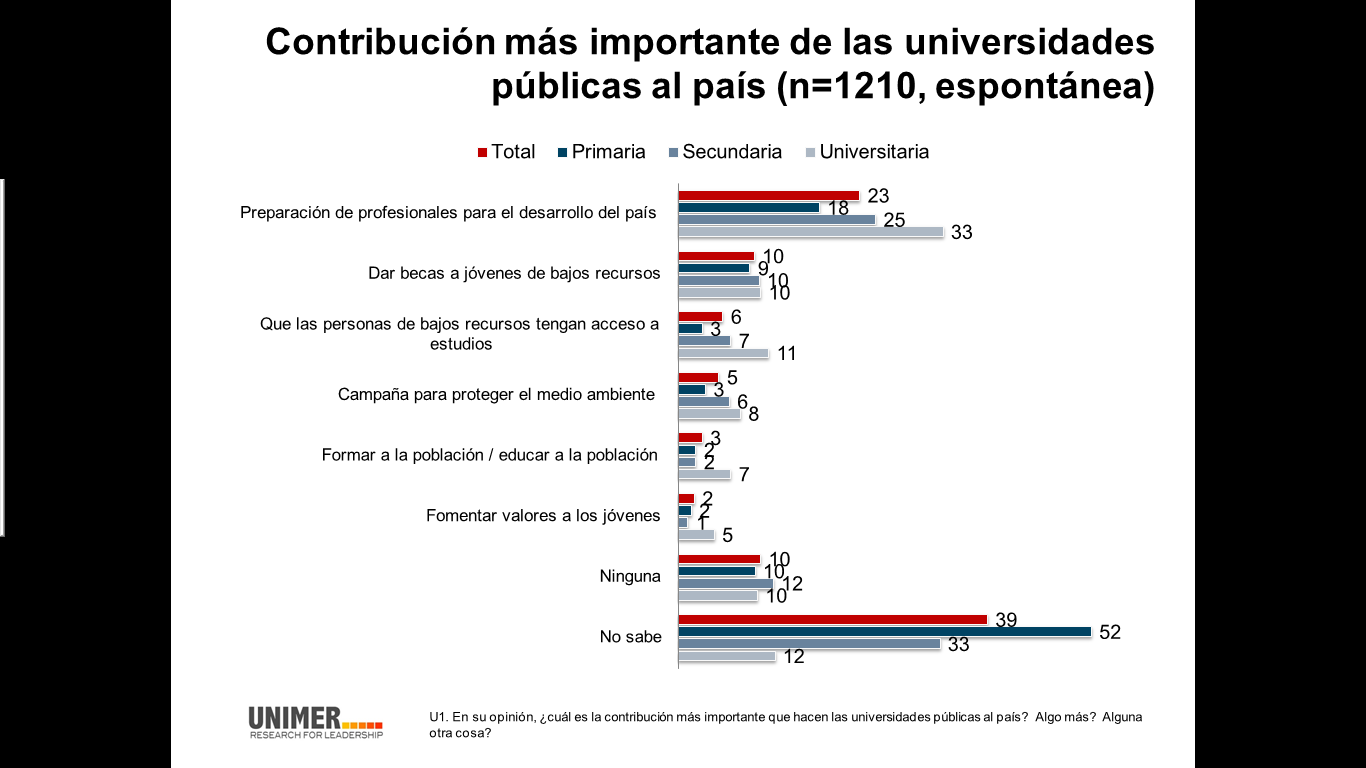 Contribución más importante de las universidades
públicas al país (n=1210, espontánea)
Total Primaria Secundaria Universitaria
Preparación de profesionales para el desarrollo del país
23
18
25
33
Dar becas a jóvenes de bajos recursos
10
9
10
10
Que las personas de bajos recursos tengan acceso a
estudios
6
3
7
11
Campaña para proteger el medio ambiente
5
3
6
8
Formar a la población / educar a la población
3
2
2
7
Fomentar valores a los jóvenes
2
2
1
5
Ninguna
10
10
12
10
No sabe
39
52
33
12
UNIMER
RESEARCH FOR LEADERSHIP
U1. En su opinión, ¿cuál es la contribución más importante que hacen las universidades públicas al país? Algo más? Alguna
otra cosa?